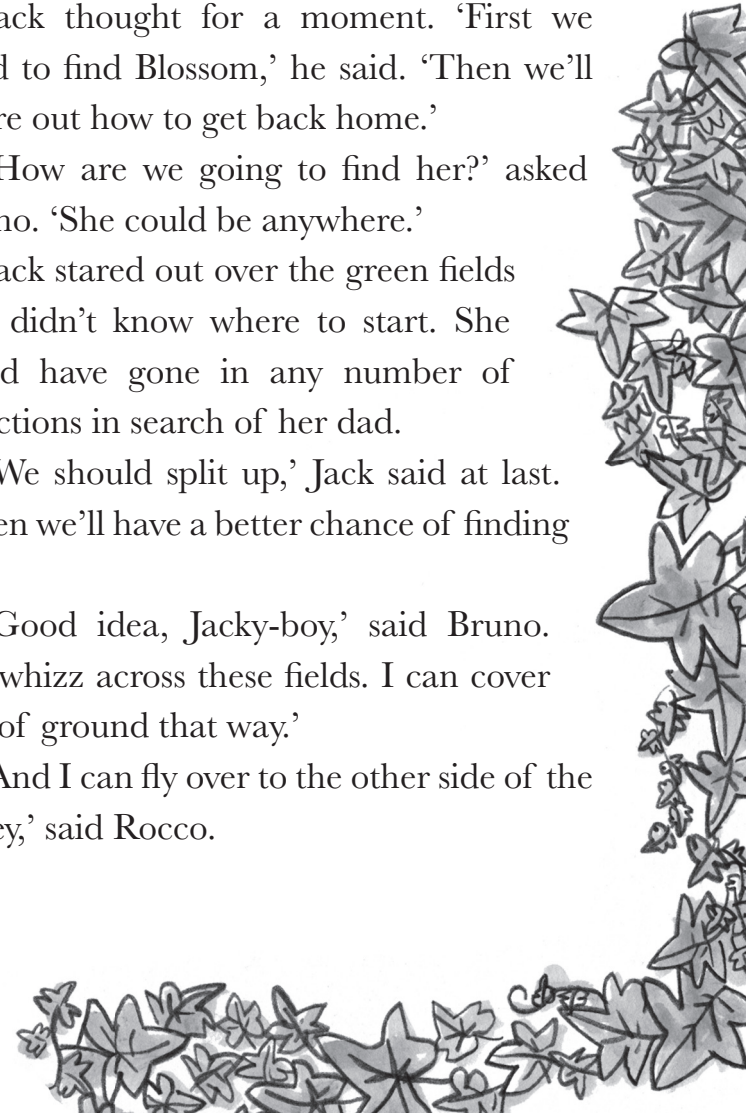 ack thought for a moment. ‘First we
d to find Blossom,’ he said. ‘Then we’ll
re out how to get back home.’
How are we going to find her?’ asked
no. ‘She could be anywhere.’
ack stared out over the green fields
didn’t know where to start. She
d have gone in any number of
ctions in search of her dad.
We should split up,’ Jack said at last.
en we’ll have a better chance of finding
Good idea, Jacky-boy,’ said Bruno.
whizz across these fields. I can cover
of ground that way.’
And I can fly over to the other side of the
ey,’ said Rocco.